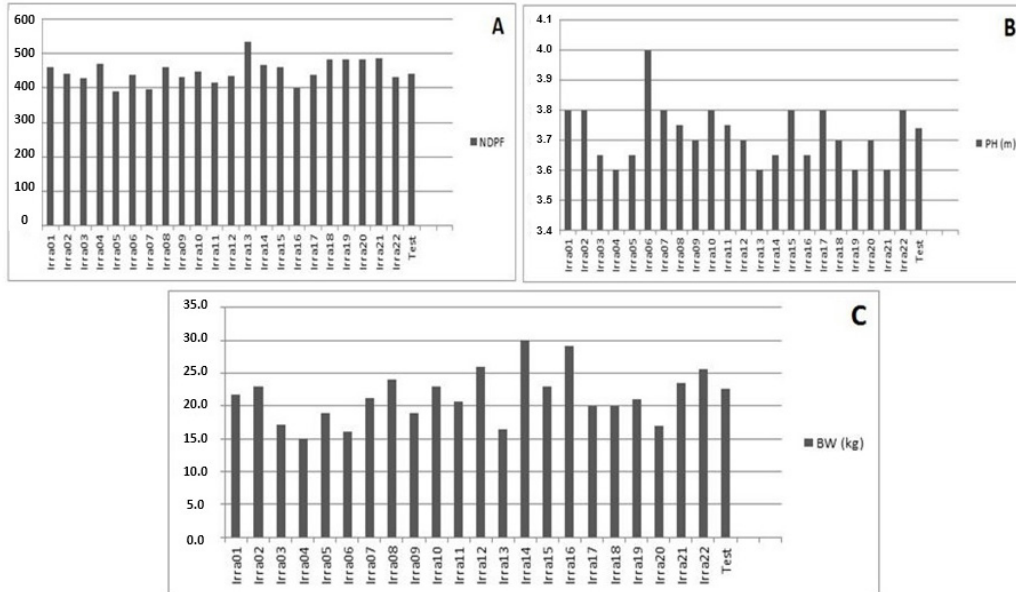 A
600
500
400
300
200
100
0
Irra01
Irra02
Irra03
Irra04
Irra05
Irra06
Irra07
Irra08
Irra09
Irra10
Irra11
Irra12
Irra13
Irra14
Irra15
Irra16
Irra17
Irra18
Irra19
Irra20
Irra21
Irra22
Test
NDPF
B
4.1
4.0
3.9
3.8
3.7
3.6
3.5
3.4
Irra01
Irra02
Irra03
Irra04
Irra05
Irra06
Irra07
Irra08
Irra09
Irra10
Irra11
Irra12
Irra13
Irra14
Irra15
Irra16
Irra17
Irra18
Irra19
Irra20
Irra21
Irra22
Test
PH (m)
C
35.0
30.0
25.0
20.0
15.0
10.0
5.0
0.0
Irra01
Irra02
Irra03
Irra04
Irra05
Irra06
Irra07
Irra08
Irra09
Irra10
Irra11
Irra12
Irra13
Irra14
Irra15
Irra16
Irra17
Irra18
Irra19
Irra20
Irra21
Irra22
Test
BW (kg)